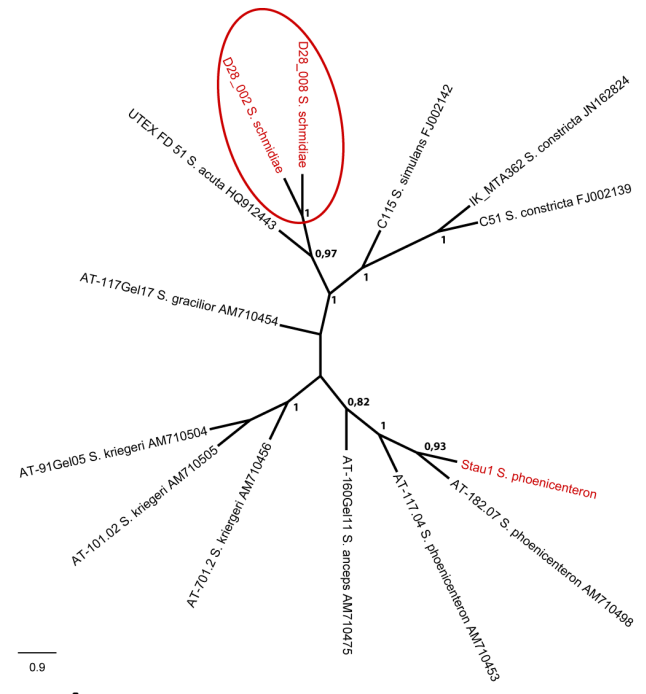 D28_002 S. schmidiae
D28_008 S. schmidiae
UTEX FD 51 S. acuta HQ912443
C115 S. simulans FJ002142
IK_MTA362 S. constricta JN162824
C51 S. constricta FJ002139
1
0,97
1
1
1
AT-117Gel17 S. gracilior AM710454
0,82
1
1
0,93
AT-91Gel05 S. kriegeri AM710504
AT-101.02 S. kriegeri AM710505
AT-701.2 S. kriergeri AM710456
AT-160Gel11 S. anceps AM710475
AT-117.04 S. phoenicenteron AM710453
Stau1 S. phoenicenteron
AT-182.07 S. phoenicenteron AM710498
0.9